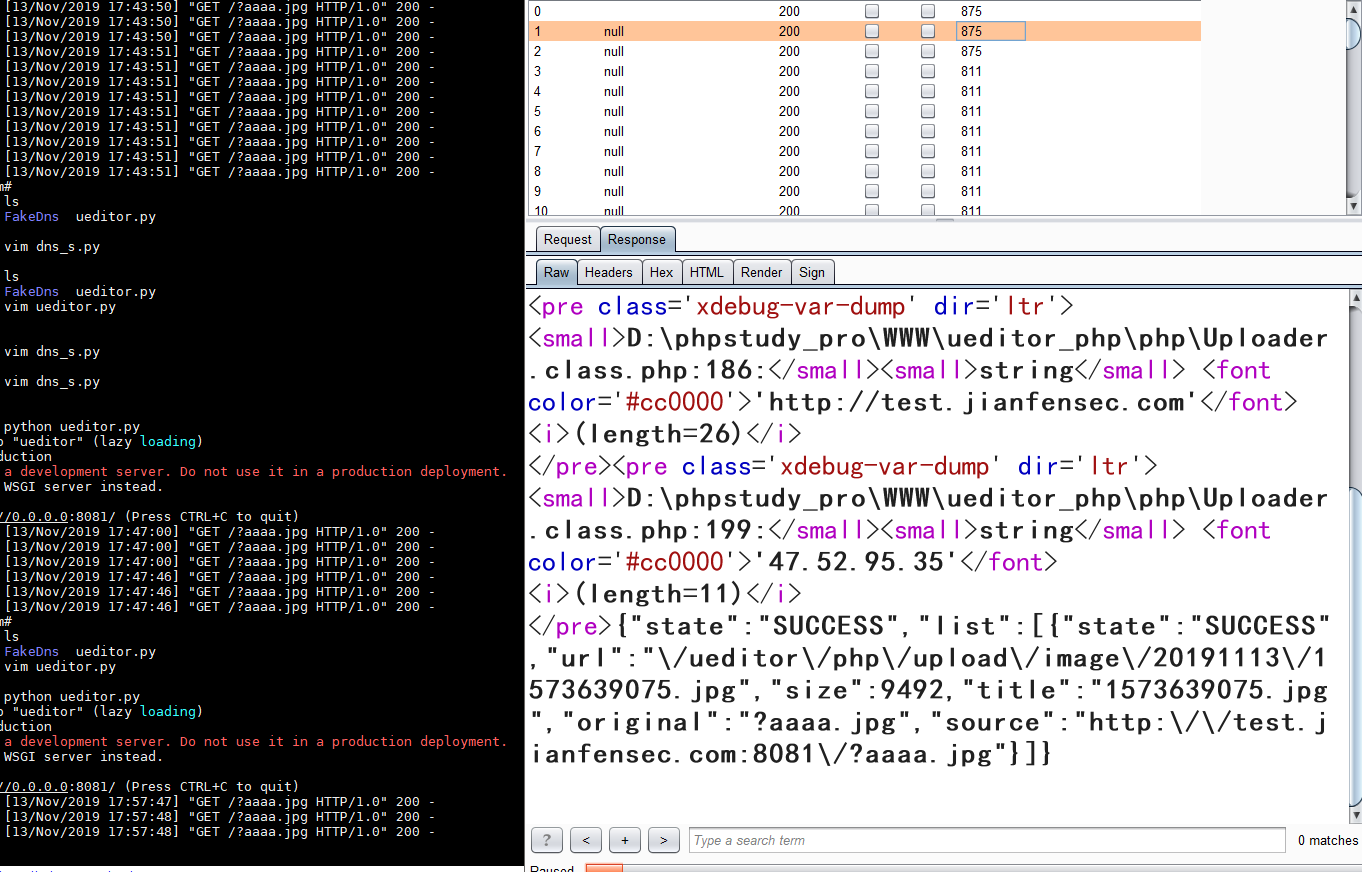 [13/Nov/2019 17:43:50] "GET /?aaaa.jpg HTTP/1.0" 200 -
[13/Nov/2019 17:43:50] "GET /?aaaa.jpg HTTP/1.0" 200 -
[13/Nov/2019 17:43:50] "GET /?aaaa.jpg HTTP/1.0" 200 -
[13/Nov/2019 17:43:51] "GET /?aaaa.jpg HTTP/1.0" 200 -
[13/Nov/2019 17:43:51] "GET /?aaaa.jpg HTTP/1.0" 200 -
[13/Nov/2019 17:43:51] "GET /?aaaa.jpg HTTP/1.0" 200 -
[13/Nov/2019 17:43:51] "GET /?aaaa.jpg HTTP/1.0" 200 -
[13/Nov/2019 17:43:51] "GET /?aaaa.jpg HTTP/1.0" 200 -
[13/Nov/2019 17:43:51] "GET /?aaaa.jpg HTTP/1.0" 200 -
[13/Nov/2019 17:43:51] "GET /?aaaa.jpg HTTP/1.0" 200 -
[13/Nov/2019 17:43:51] "GET /?aaaa.jpg HTTP/1.0" 200 -
m#
ls
FakeDns ueditor.py
vim dns_s.py
ls
FakeDns ueditor.py
vim ueditor.py
vim dns_s.py
vim dns_s.py
python ueditor.py
"ueditor" (lazy loading)
duction
a development server. Do not use it in a production deployment.
WSGI server instead.
//0.0.0.0:8081/ (Press CTRL+C to quit)
[13/Nov/2019 17:47:00] "GET /?aaaa.jpg HTTP/1.0" 200 -
[13/Nov/2019 17:47:00] "GET /?aaaa.jpg HTTP/1.0" 200 -
[13/Nov/2019 17:47:00] "GET /?aaaa.jpg HTTP/1.0" 200 -
[13/Nov/2019 17:47:46] "GET /?aaaa.jpg HTTP/1.0" 200 -
[13/Nov/2019 17:47:46] "GET /?aaaa.jpg HTTP/1.0" 200 -
[13/Nov/2019 17:47:46] "GET /?aaaa.jpg HTTP/1.0" 200 -
m#
ls
FakeDns ueditor.py
vim ueditor.py
python ueditor.py
"ueditor" (lazy loading)
duction
a development server. Do not use it in a production deployment.
WSGI server instead.
//0.0.0.0:8081/ (Press CTRL+C to quit)
[13/Nov/2019 17:57:47] "GET /?aaaa.jpg HTTP/1.0" 200 -
[13/Nov/2019 17:57:48] "GET /?aaaa.jpg HTTP/1.0" 200 -
[13/Nov/2019 17:57:48] "GET /?aaaa.jpg HTTP/1.0" 200 -
0 200 875
1 null 200 875
2 null 200 875
3 null 200 811
4 null 200 811
5 null 200 811
6 null 200 811
7 null 200 811
8 null 200 811
9 null 200 811
10 null 200 811
Request Response
Raw Headers Hex HTML Render Sign
<pre class='xdebug-var-dump' dir='ltr'>
<small>D:\phpstudy_pro\WWW\ueditor_php\php\Uploader
.class.php:186:</small><small>string</small> <font
color='#cc0000'>'http://test.jianfensec.com'</font>
<i>(length=26)</i>
</pre><pre class='xdebug-var-dump' dir='ltr'>
<small>D:\phpstudy_pro\WWW\ueditor_php\php\Uploader
.class.php:199:</small><small>string</small> <font
color='#cc0000'>'47.52.95.35'</font>
<i>(length=11)</i>
</pre>{"state":"SUCCESS","list":[{"state":"SUCCESS"
,"url":"\/ueditor\/php\/upload\/image\/20191113\/1
573639075.jpg","size":9492,"title":"1573639075.jpg
","original":"?aaaa.jpg","source":"http:\/\/test.j
ianfensec.com:8081\/?aaaa.jpg"}]}
? < + > Type a search term 0 matches
Paused